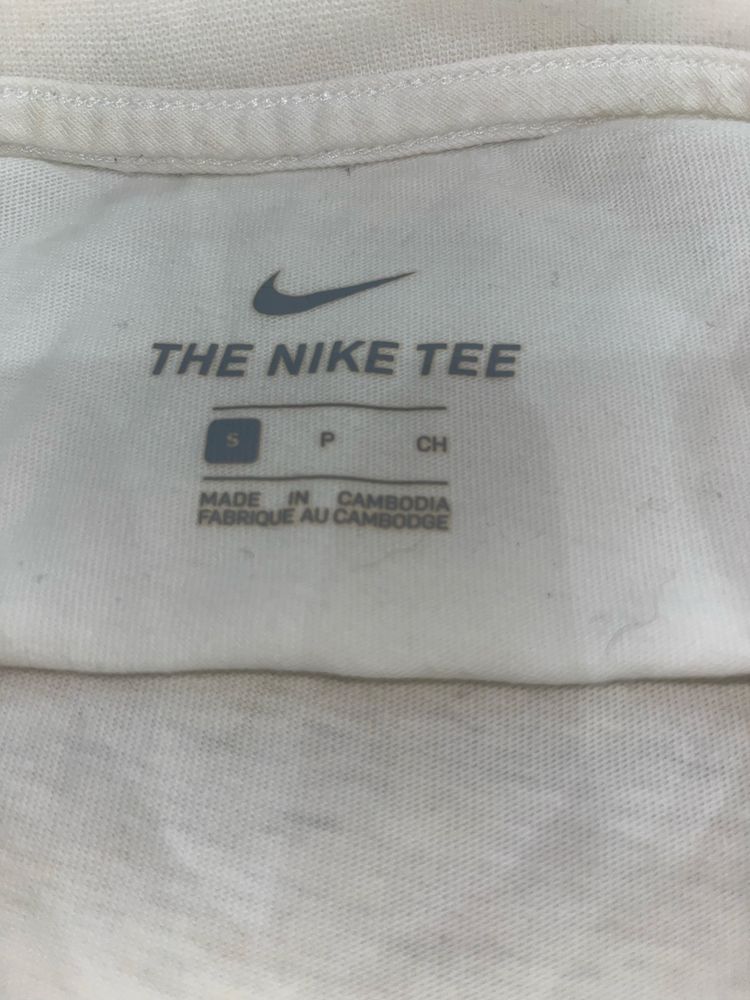 THE NIKE TEE
S P CH
MADE IN CAMBODIA
FABRIQUE AU CAMBODGE